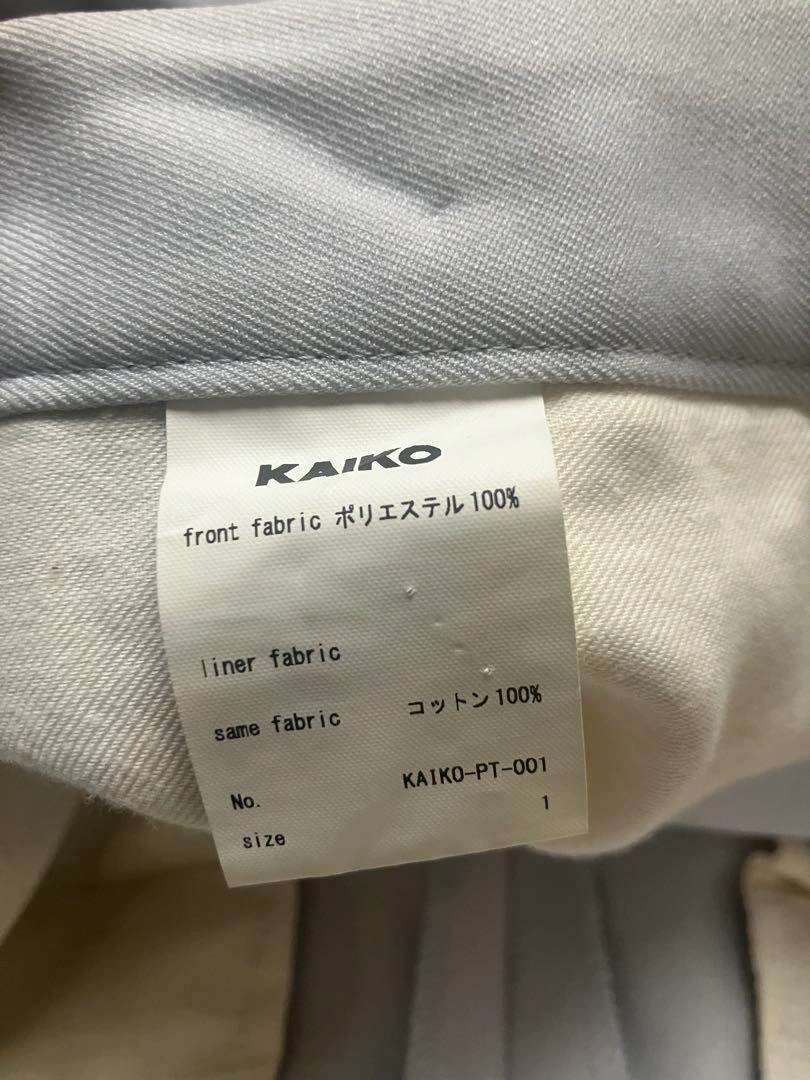 KAIKO
front fabric ポリエステル100%
liner fabric
same fabric コットン100%
No. KAIKO-PT-001
size 1